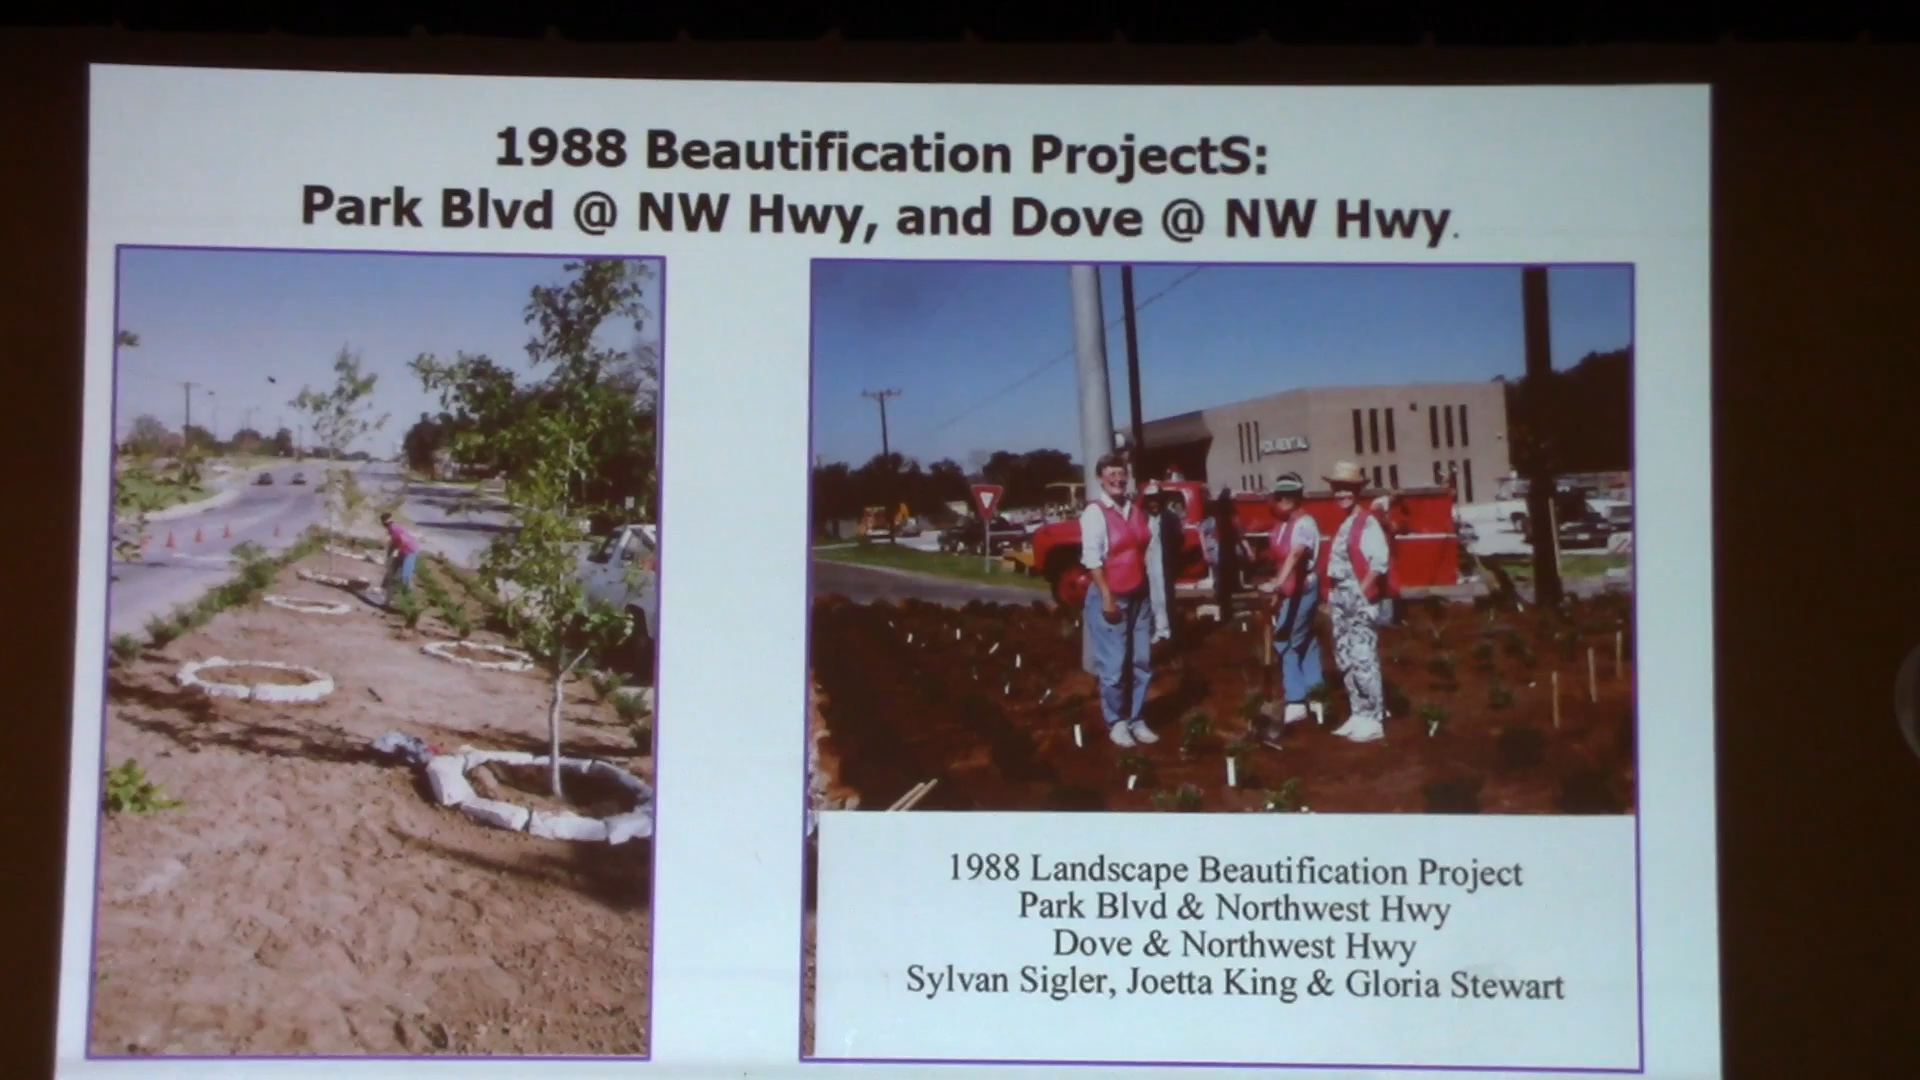 1988 Beautification ProjectS:
Park Blvd @ NW Hwy, and Dove @ NW Hwy.
1988 Landscape Beautification Project
Park Blvd & Northwest Hwy
Dove & Northwest Hwy
Sylvan Sigler, Joetta King & Gloria Stewart